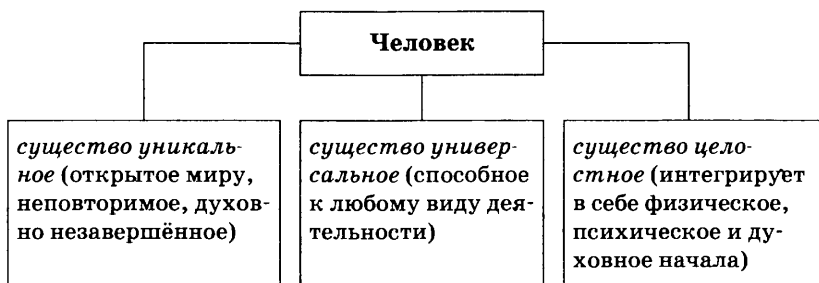 Человек
существо уникаль-
ное (открытое миру,
неповторимое, духов-
но незавершённое)
существо универ-
сальное (способное
к любому виду дея-
тельности)
существо цело-
стное (интегрирует
в себе физическое,
психическое и ду-
ховное начала)